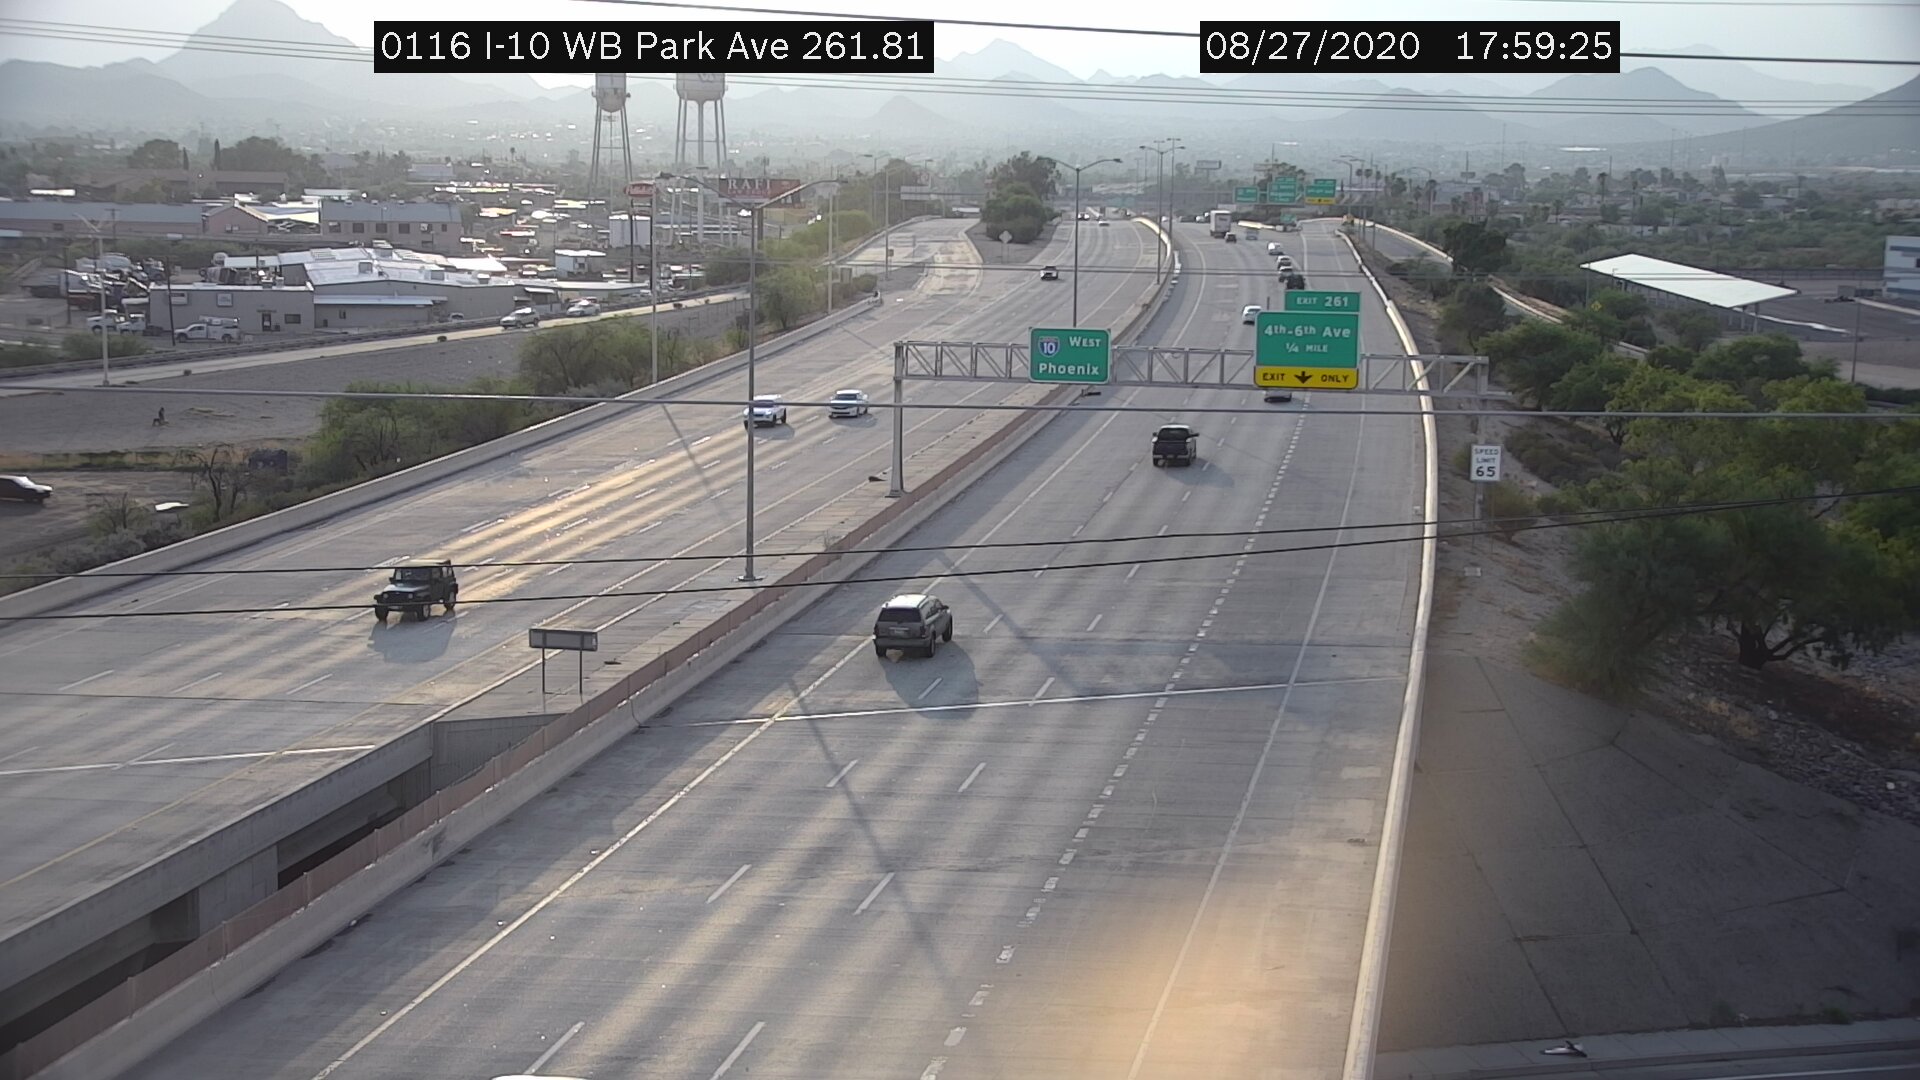 0116 I-10 WB Park Ave 261.81
08/27/2020 17:59:25
EXIT 261
4th-6th Ave
1/4 MILE
EXIT ONLY
10 WEST
Phoenix
SPEED
LIMIT
65